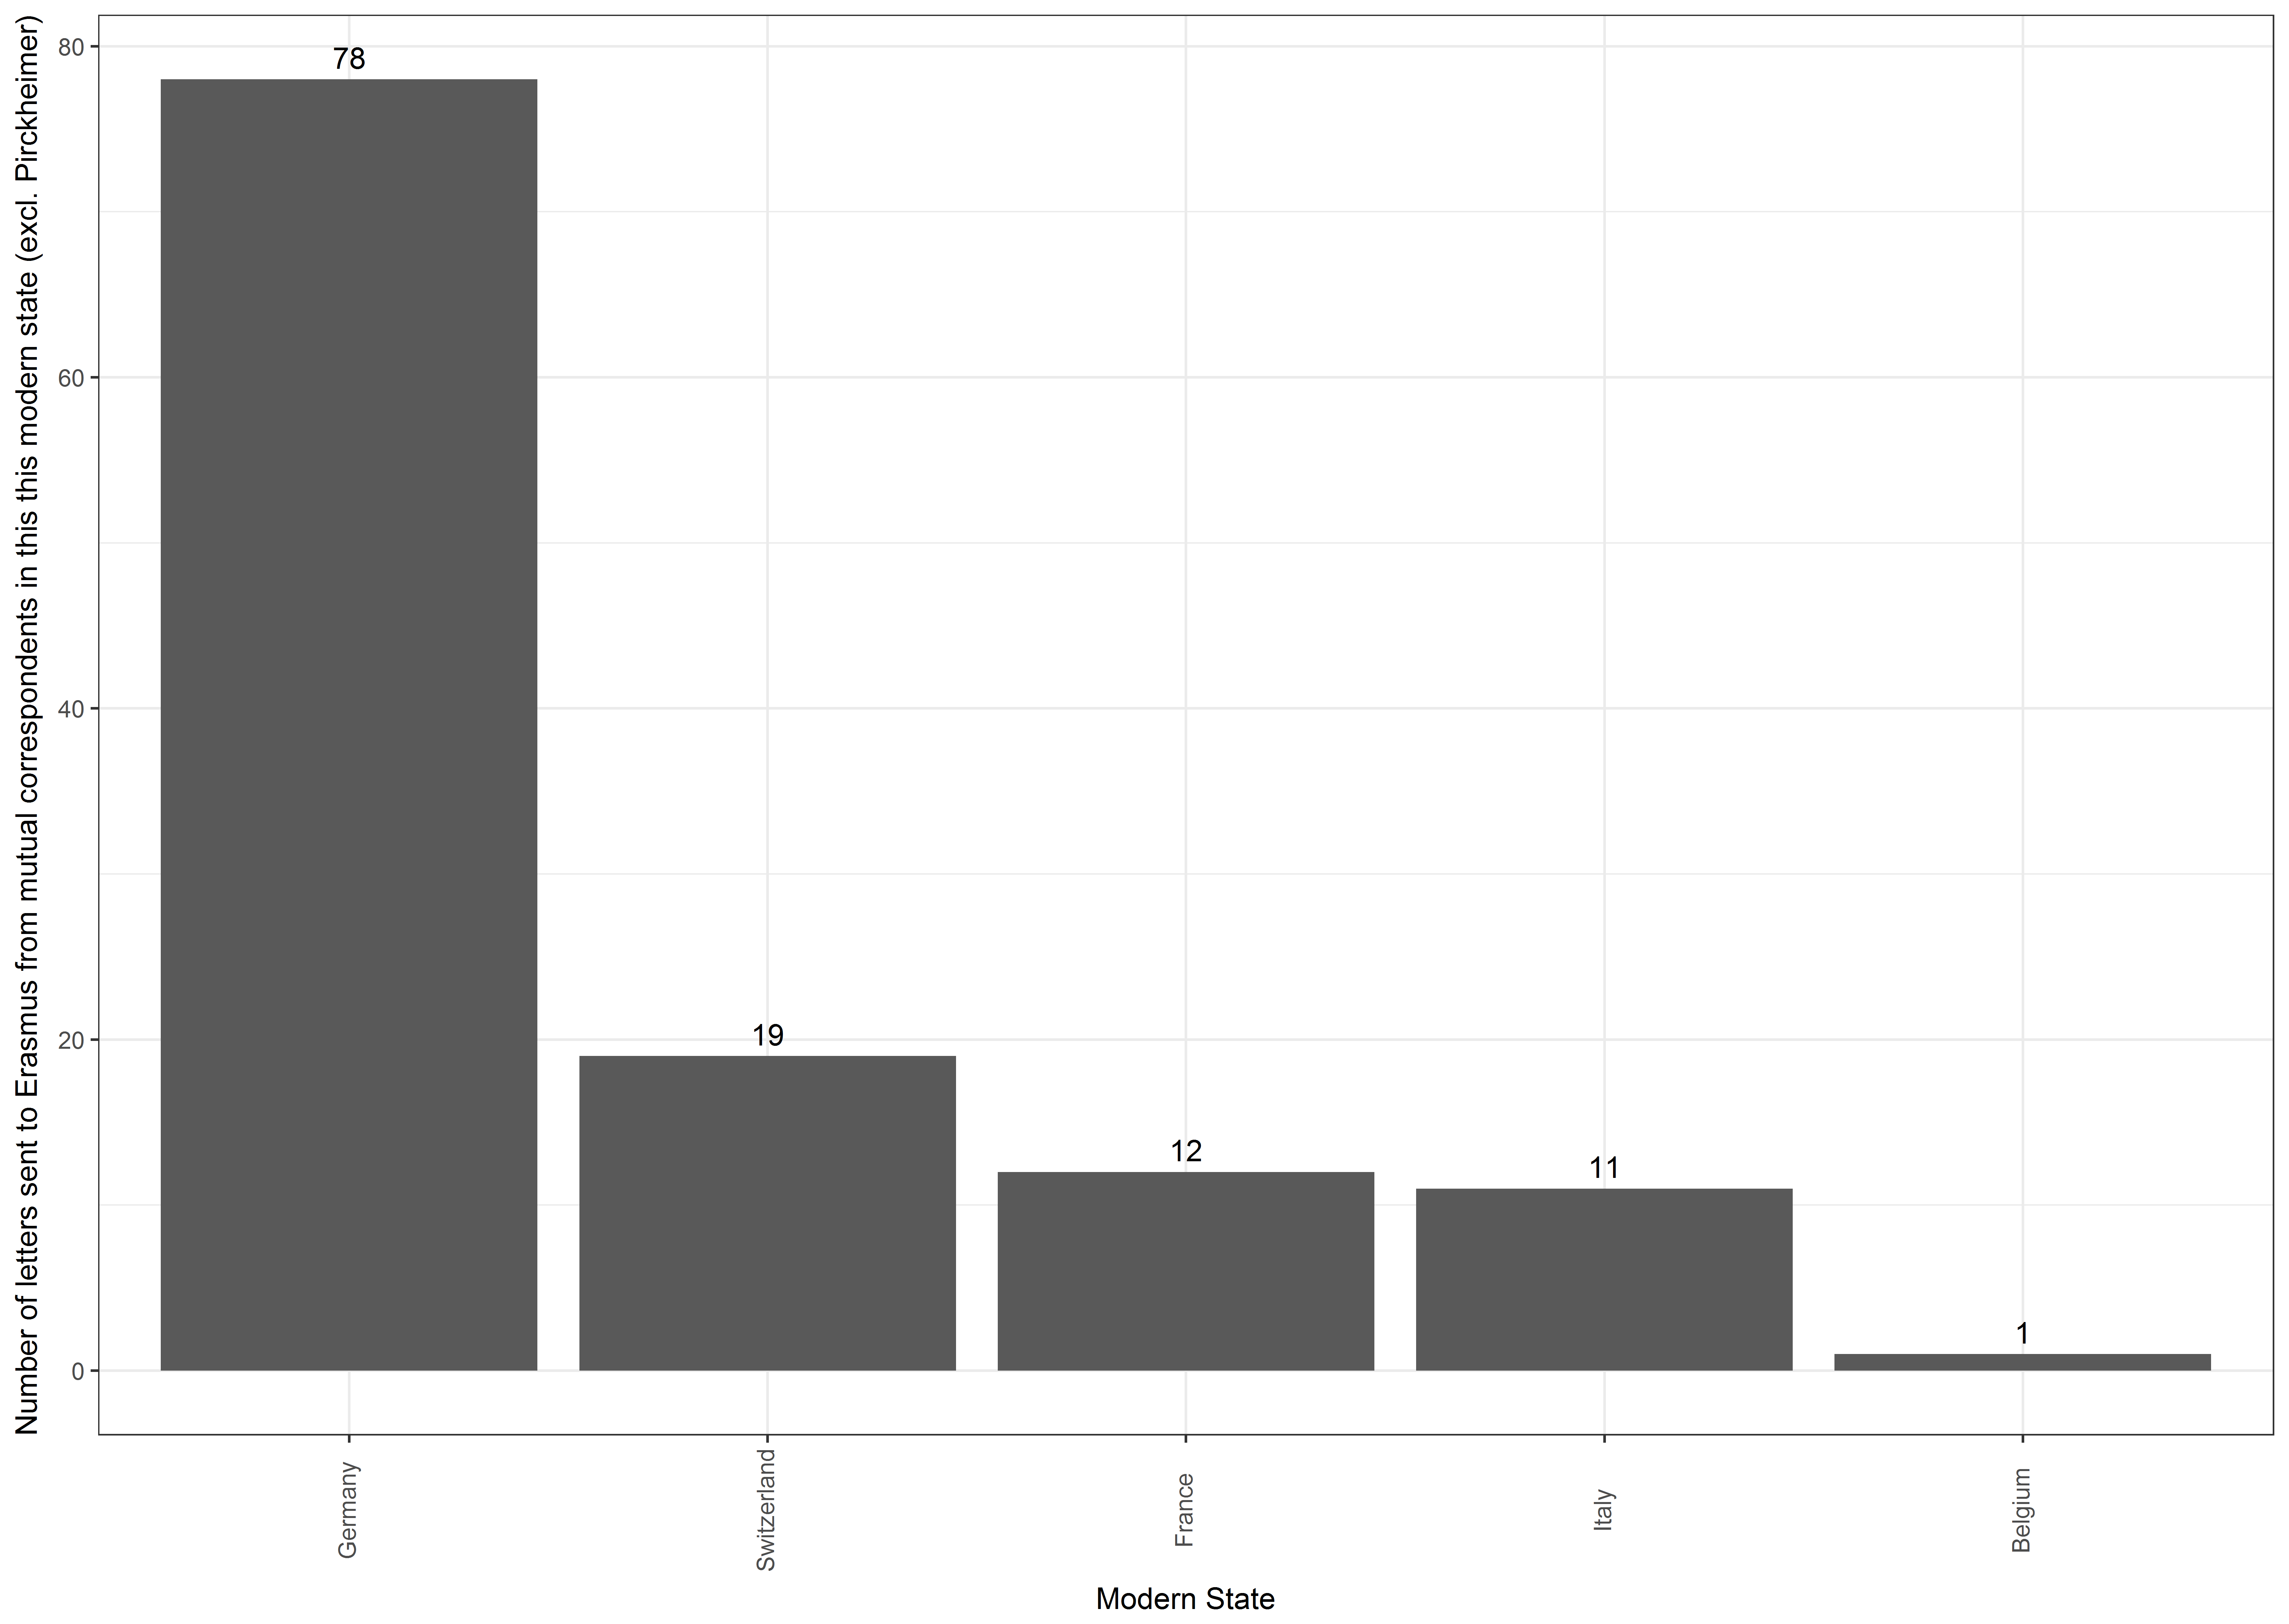 Number of letters sent to Erasmus from mutual correspondents in this this modern state (excl. Pirckheimer)
80
60
40
20
0
78
19
12
11
1
Germany
Switzerland
France
Italy
Belgium
Modern State